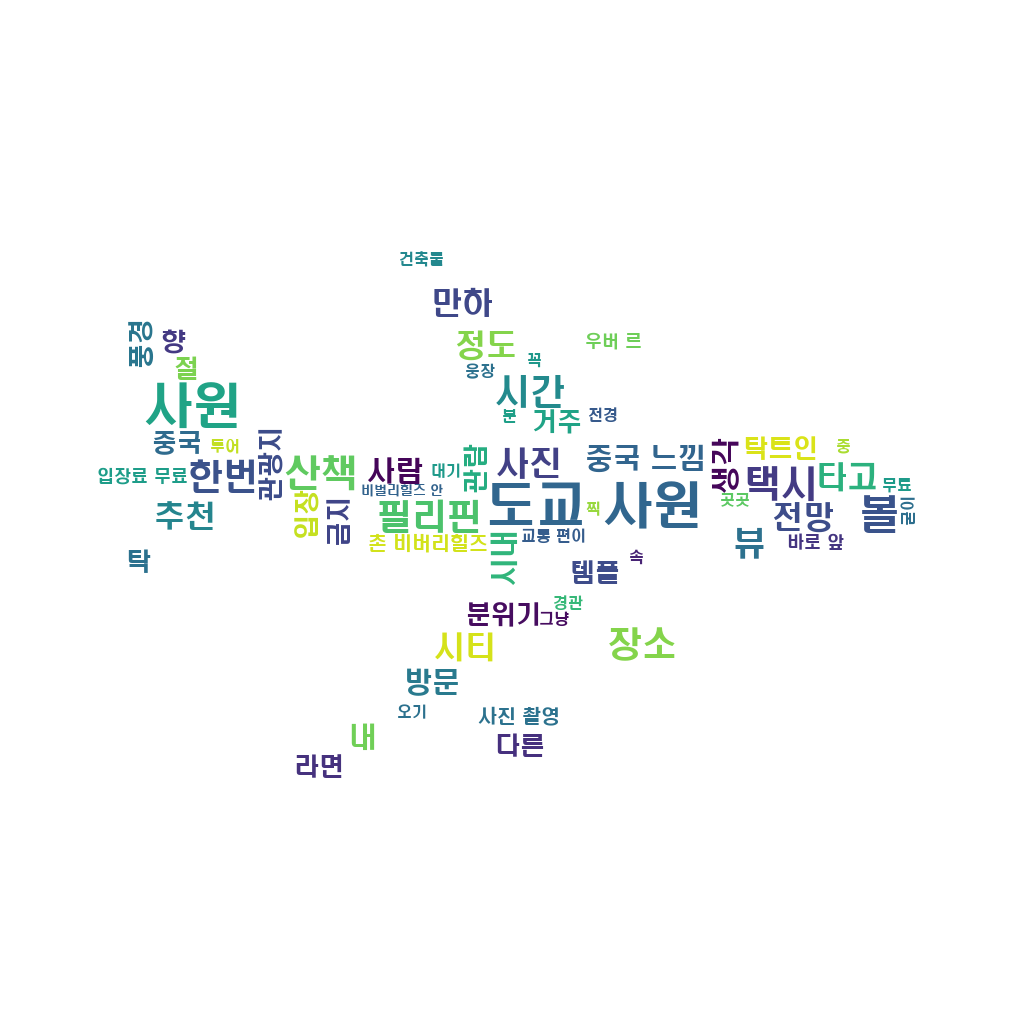 건축물
만하
풍경
향
정도
우버 르
절
웅장
꼭
사원
시간
분
거주
전경
중국
투어
관광지
입장료 무료
한번
산책
사람
대기
관람
사진
중국 느낌
생각
탁트인
중
택시
타고
무료
비벌리힐즈 안
추천
입장
금지
필리핀
도교 사원
찍
곳곳
전망
볼
굳이
촌 비버리힐즈
시내
교통 편이
뷰
바로 앞
탁
템플
속
분위기
그냥
경관
시티
장소
방문
오기
사진 촬영
내
다른
라면